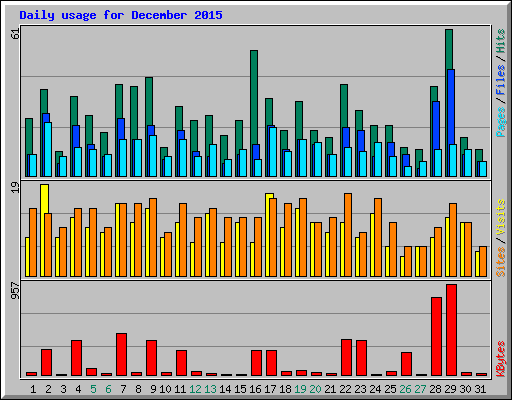 Daily usage for December 2015
61
Pages / Files / Hits
19
Sites / Visits
957
KBytes
1 2 3 4 5 6 7 8 9 10 11 12 13 14 15 16 17 18 19 20 21 22 23 24 25 26 27 28 29 30 31